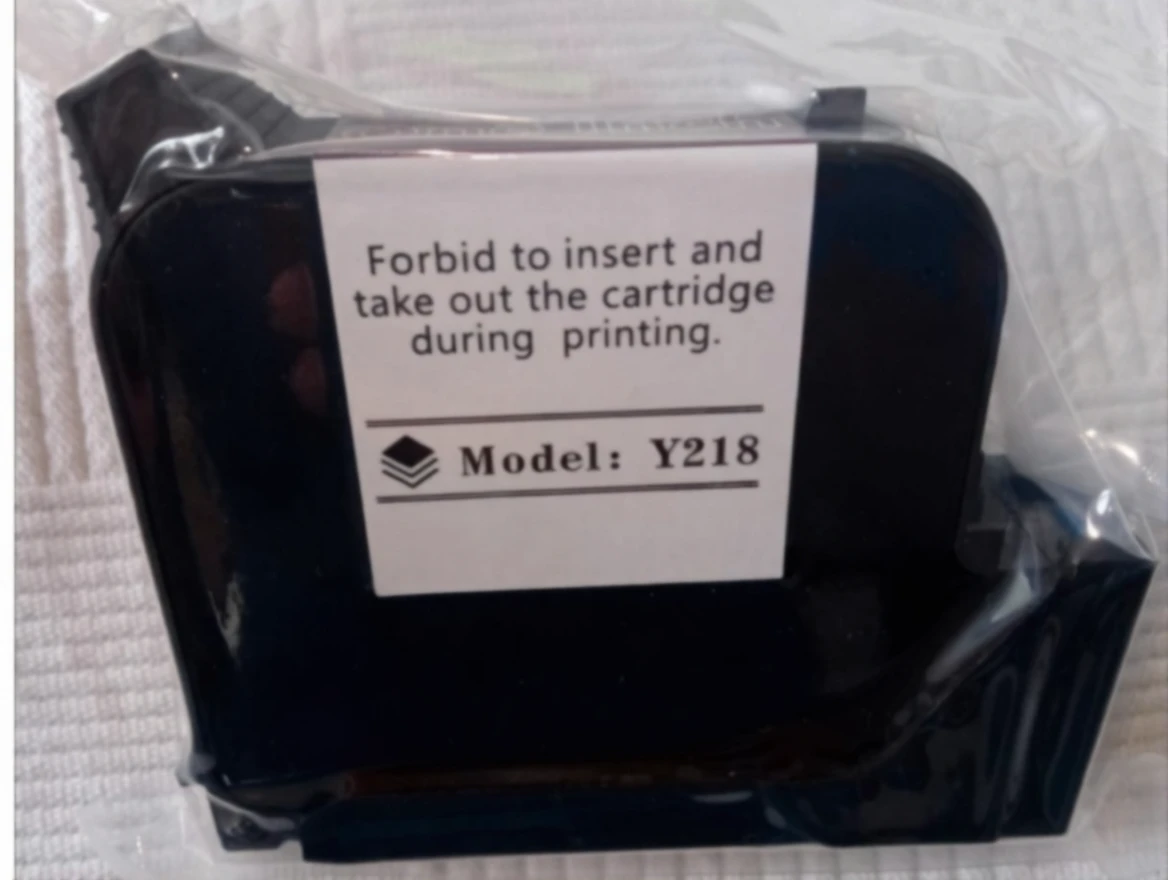 Forbid to insert and
take out the cartridge
during printing.
Model: Y218